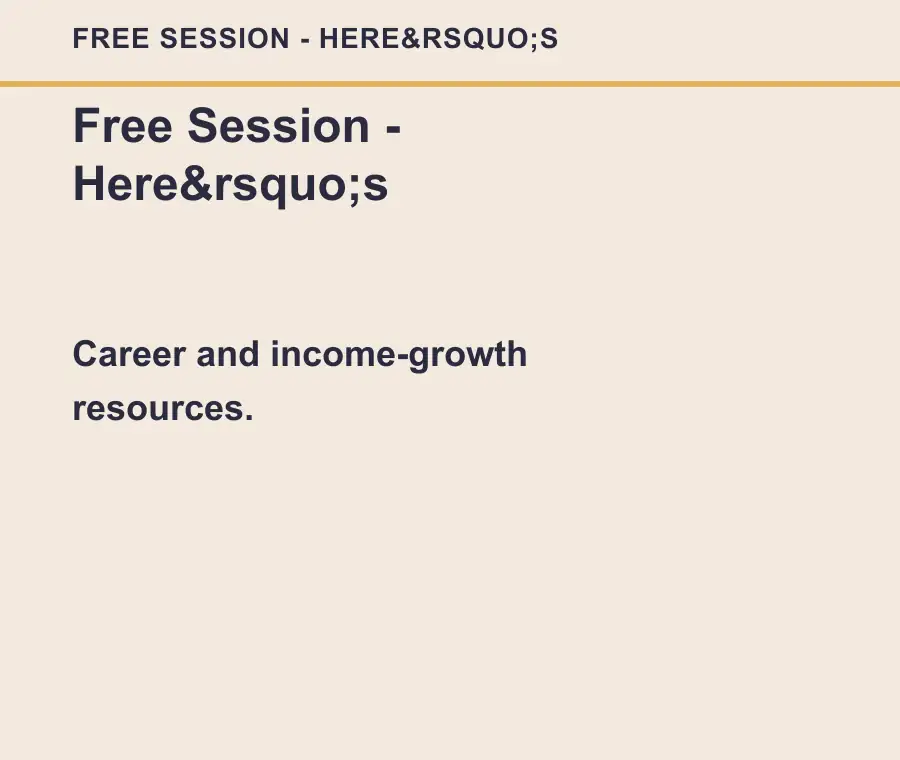 FREE SESSION - HERE&RSQUO;S
Free Session -
Here&rsquo;s
Career and income-growth
resources.